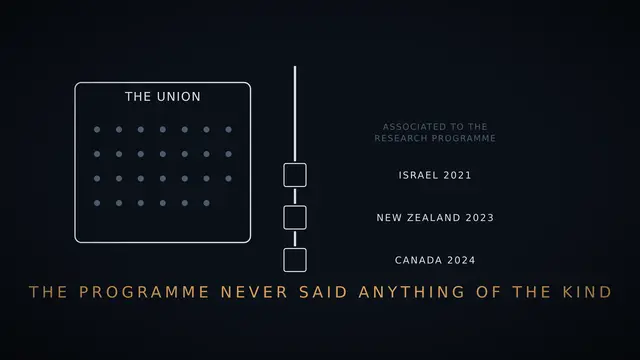 THE UNION
ASSOCIATED TO THE
RESEARCH PROGRAMME
ISRAEL 2021
NEW ZEALAND 2023
CANADA 2024
THE PROGRAMME NEVER SAID ANYTHING OF THE KIND